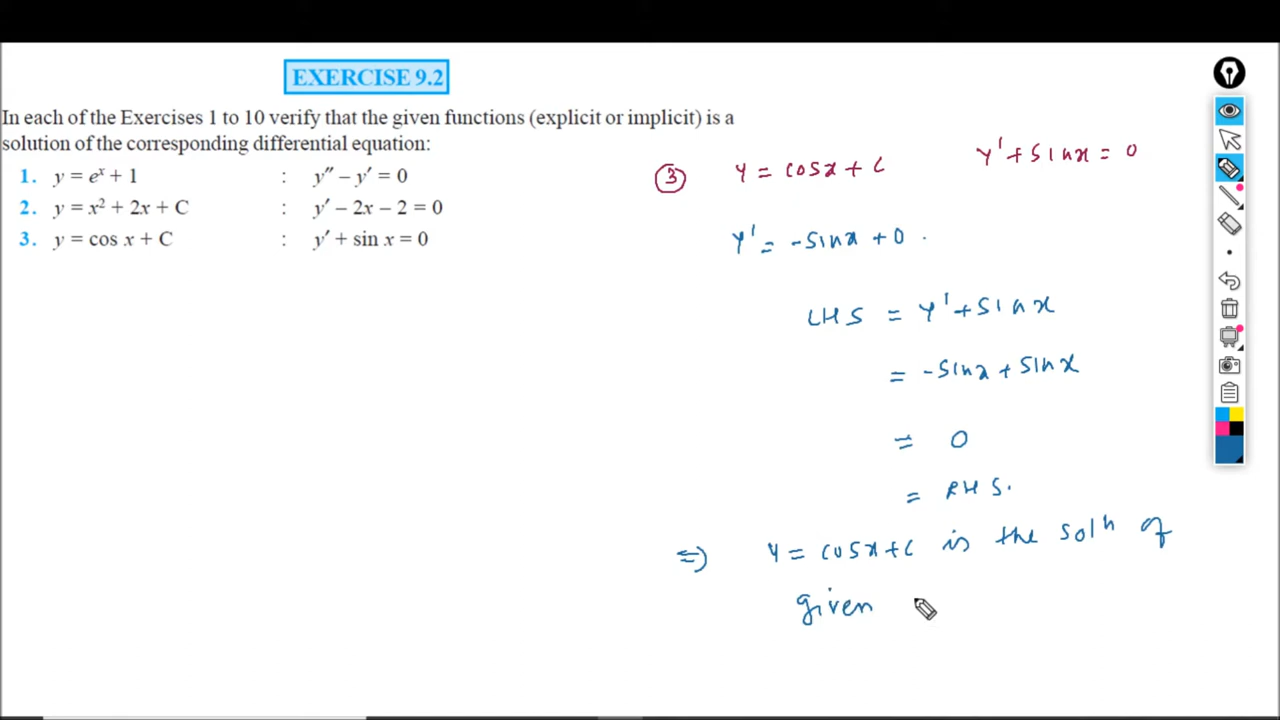 EXERCISE 9.2
In each of the Exercises 1 to 10 verify that the given functions (explicit or implicit) is a
solution of the corresponding differential equation:
1. y = eˣ + 1 : y″ – y′ = 0
2. y = x² + 2x + C : y′ – 2x – 2 = 0
3. y = cos x + C : y′ + sin x = 0
③ y = cosx + C y' + sinx = 0
y' = -sinx + 0 .
LHS = y' + sinx
= -sinx + sinx
= 0
= RHS.
=) y = cosx + C is the solⁿ of
given